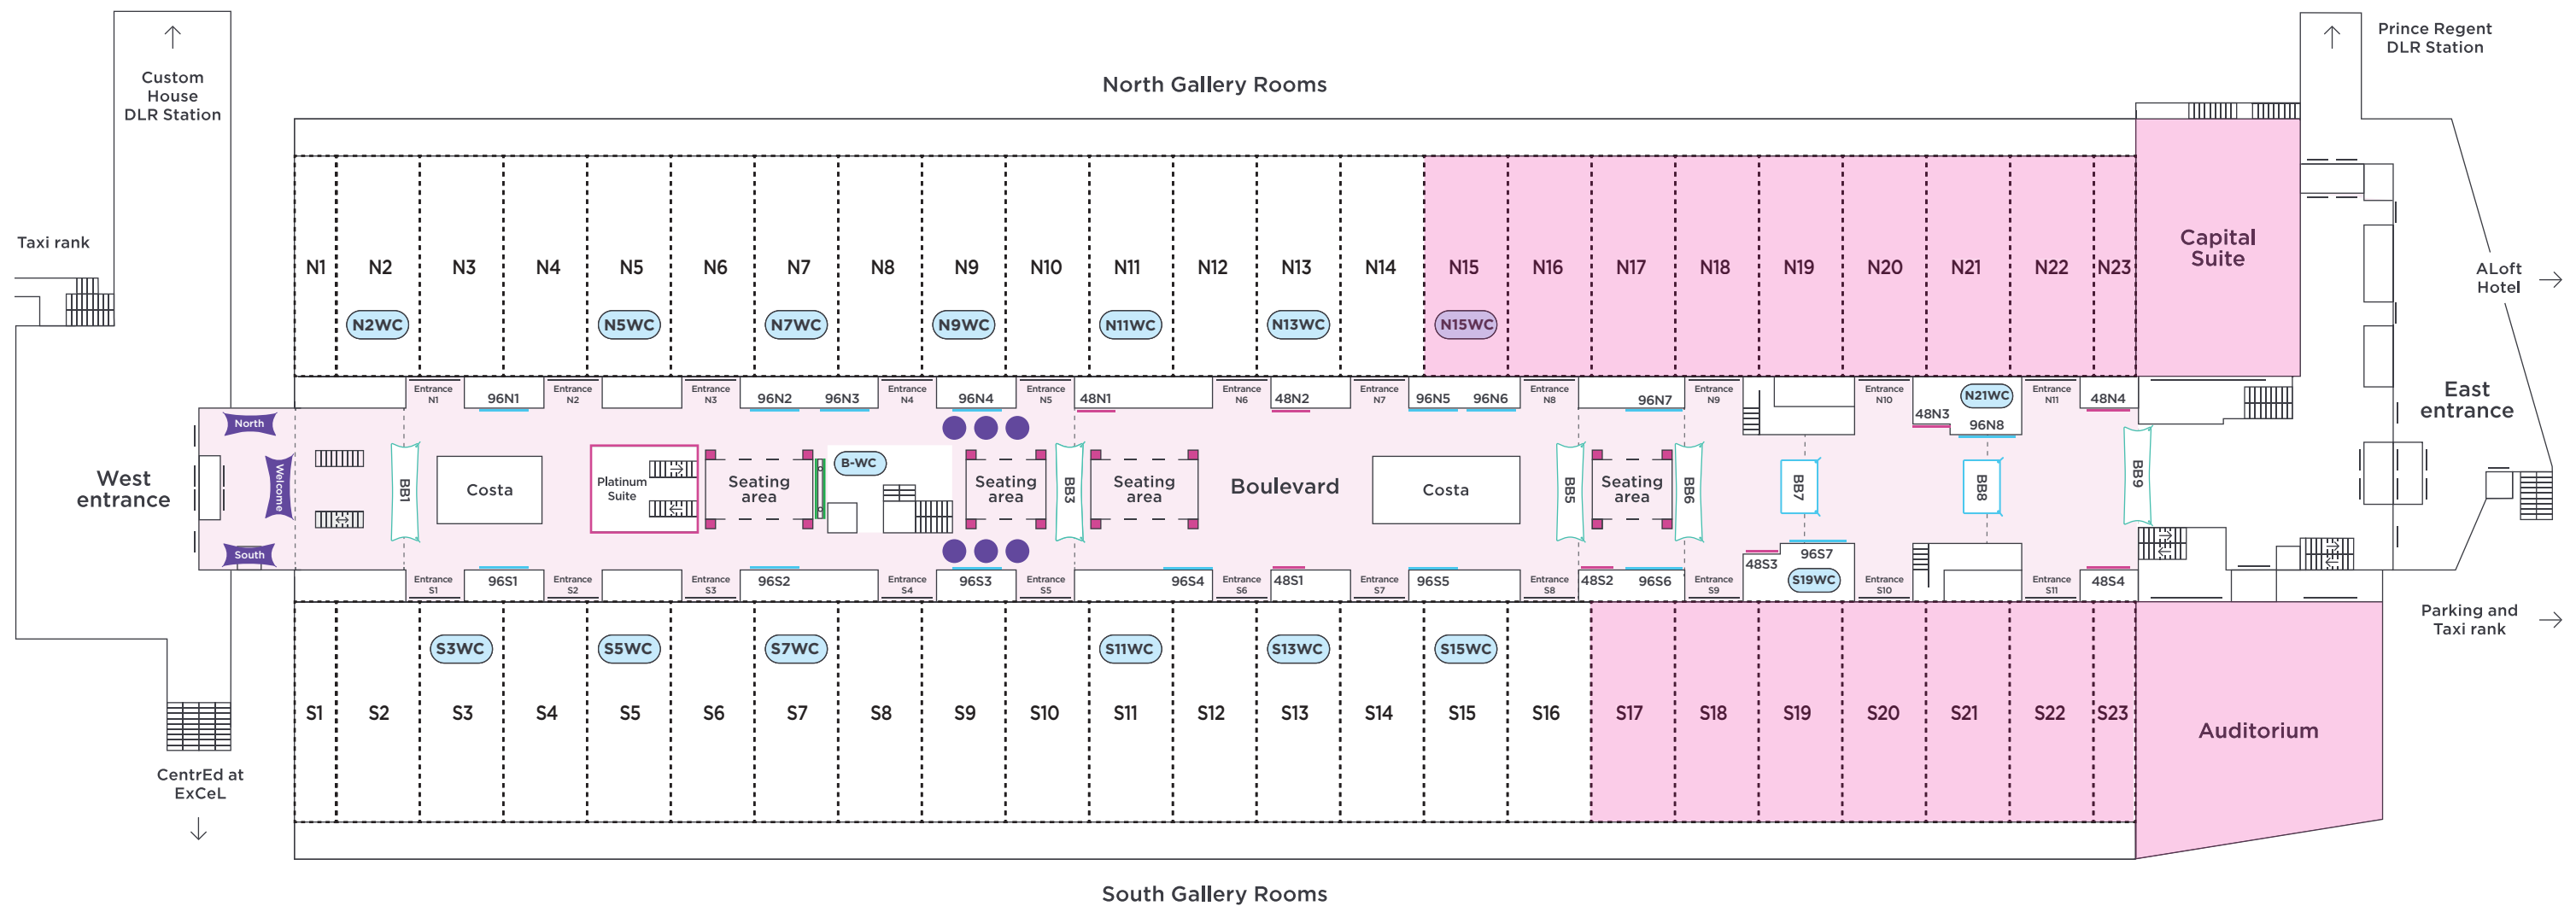 Custom
House
DLR Station
Prince Regent
DLR Station
North Gallery Rooms
Taxi rank
N1 N2 N3 N4 N5 N6 N7 N8 N9 N10 N11 N12 N13 N14 N15 N16 N17 N18 N19 N20 N21 N22 N23
Capital
Suite
ALoft
Hotel
N2WC N5WC N7WC N9WC N11WC N13WC N15WC
Entrance
N1
96N1
Entrance
N2
Entrance
N3
96N2
96N3
Entrance
N4
96N4
Entrance
N5
48N1
Entrance
N6
48N2
Entrance
N7
96N5
96N6
Entrance
N8
96N7
Entrance
N9
Entrance
N10
48N3
N21WC
96N8
Entrance
N11
48N4
East
entrance
West
entrance
North
Welcome
South
BB1
Costa
Platinum
Suite
Seating
area
B-WC
Seating
area
BB3
Seating
area
Boulevard
Costa
BB5
Seating
area
BB6
BB7
BB8
BB9
Entrance
S1
96S1
Entrance
S2
Entrance
S3
96S2
Entrance
S4
96S3
Entrance
S5
96S4
Entrance
S6
48S1
Entrance
S7
96S5
Entrance
S8
48S2
96S6
Entrance
S9
48S3
96S7
S19WC
Entrance
S10
Entrance
S11
48S4
Parking and
Taxi rank
S3WC S5WC S7WC S11WC S13WC S15WC
S1 S2 S3 S4 S5 S6 S7 S8 S9 S10 S11 S12 S13 S14 S15 S16 S17 S18 S19 S20 S21 S22 S23
Auditorium
CentrEd at
ExCeL
South Gallery Rooms